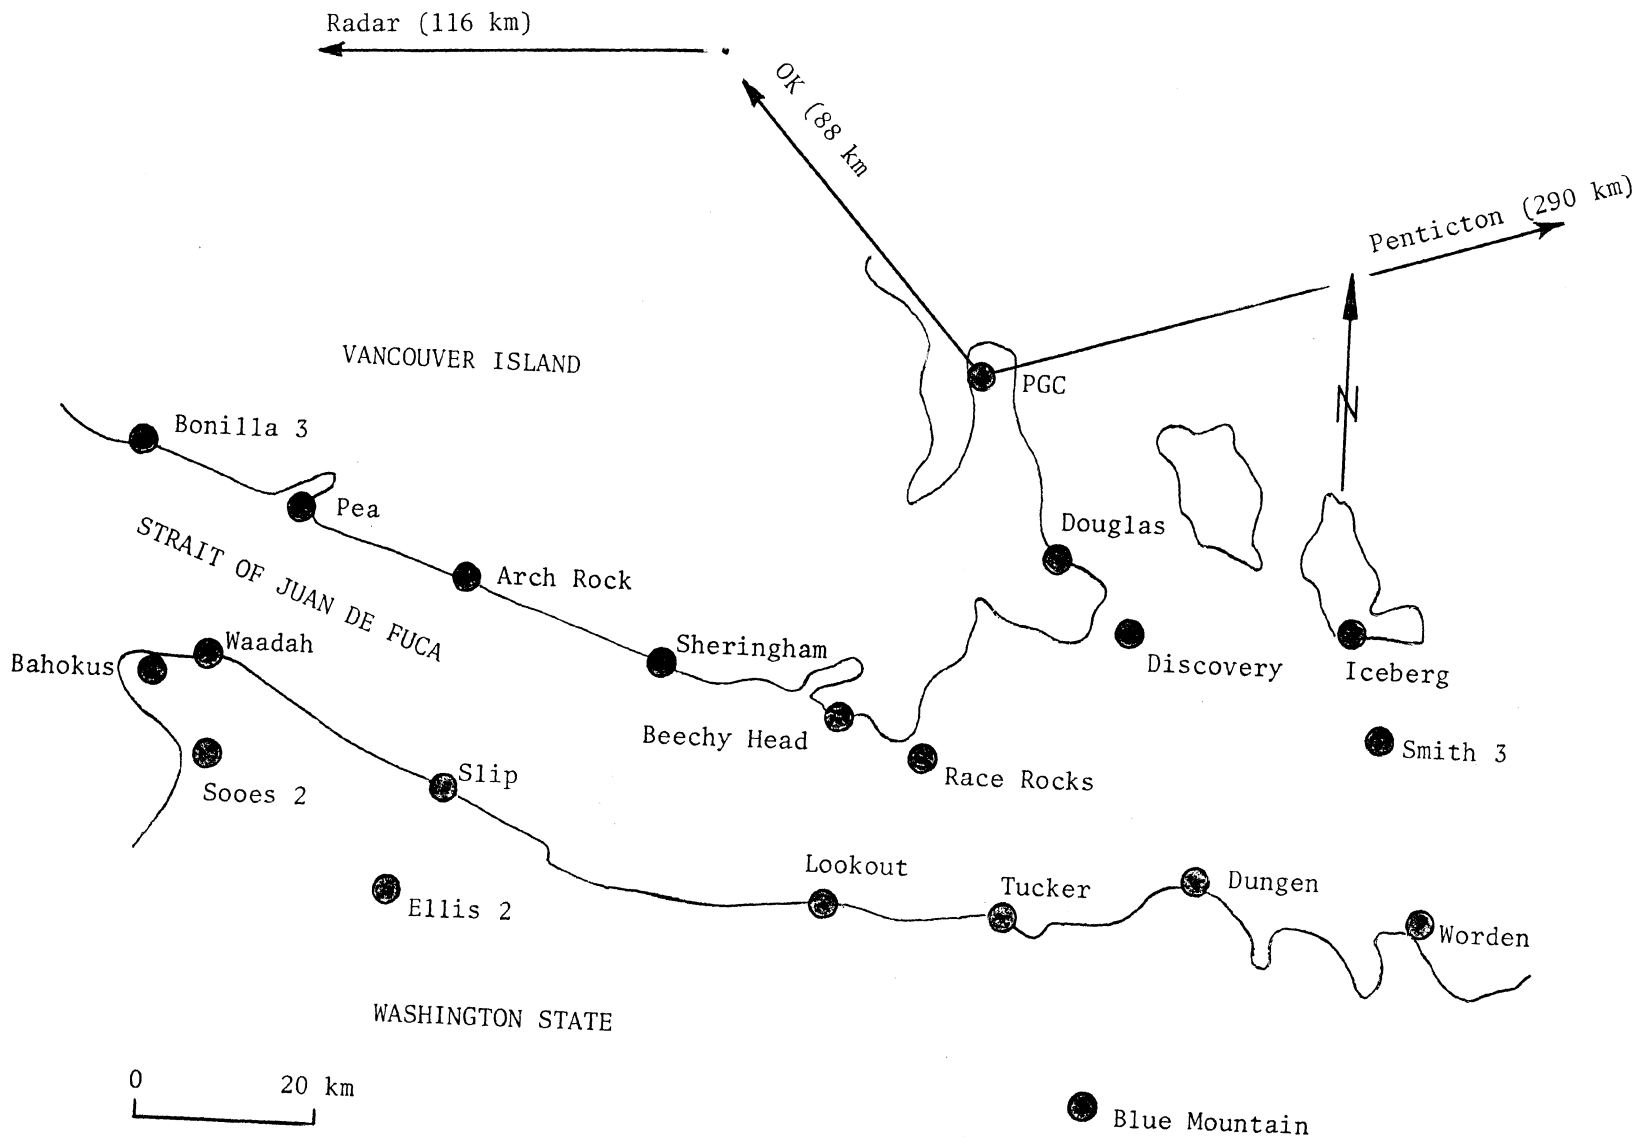 Radar (116 km)
OK (88 km
Penticton (290 km)
VANCOUVER ISLAND
PGC
N
Bonilla 3
Pea
Douglas
STRAIT OF JUAN DE FUCA
Arch Rock
Waadah
Sheringham
Bahokus
Discovery
Iceberg
Beechy Head
Smith 3
Slip
Race Rocks
Sooes 2
Lookout
Tucker
Dungen
Ellis 2
Worden
WASHINGTON STATE
0 20 km
Blue Mountain